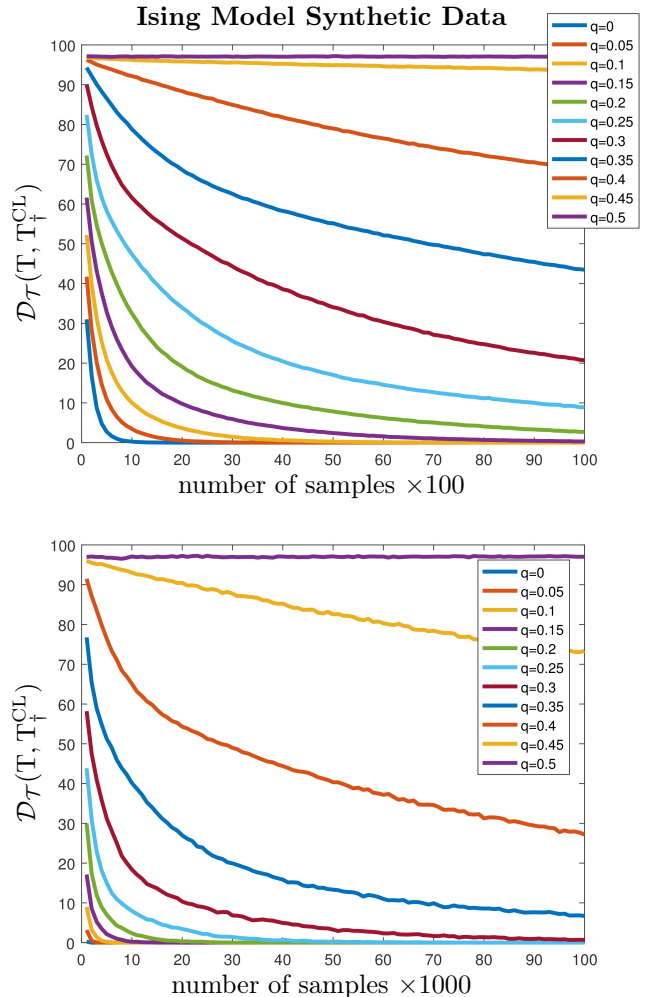 Ising Model Synthetic Data
100
90
80
70
60
50
40
30
20
10
0
0 10 20 30 40 50 60 70 80 90 100
𝒟_𝒯(T, T_†^CL)
number of samples ×100
q=0
q=0.05
q=0.1
q=0.15
q=0.2
q=0.25
q=0.3
q=0.35
q=0.4
q=0.45
q=0.5
100
90
80
70
60
50
40
30
20
10
0
0 10 20 30 40 50 60 70 80 90 100
𝒟_𝒯(T, T_†^CL)
number of samples ×1000
q=0
q=0.05
q=0.1
q=0.15
q=0.2
q=0.25
q=0.3
q=0.35
q=0.4
q=0.45
q=0.5